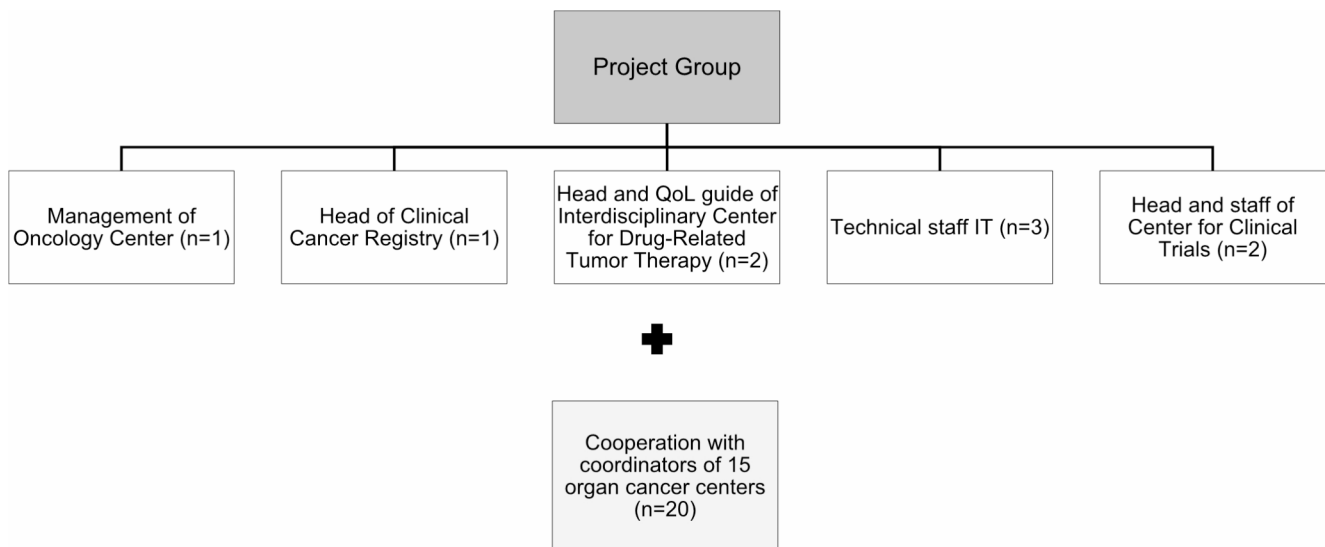 Project Group
Management of
Oncology Center (n=1)
Head of Clinical
Cancer Registry (n=1)
Head and QoL guide of
Interdisciplinary Center
for Drug-Related
Tumor Therapy (n=2)
Technical staff IT (n=3)
Head and staff of
Center for Clinical
Trials (n=2)
Cooperation with
coordinators of 15
organ cancer centers
(n=20)